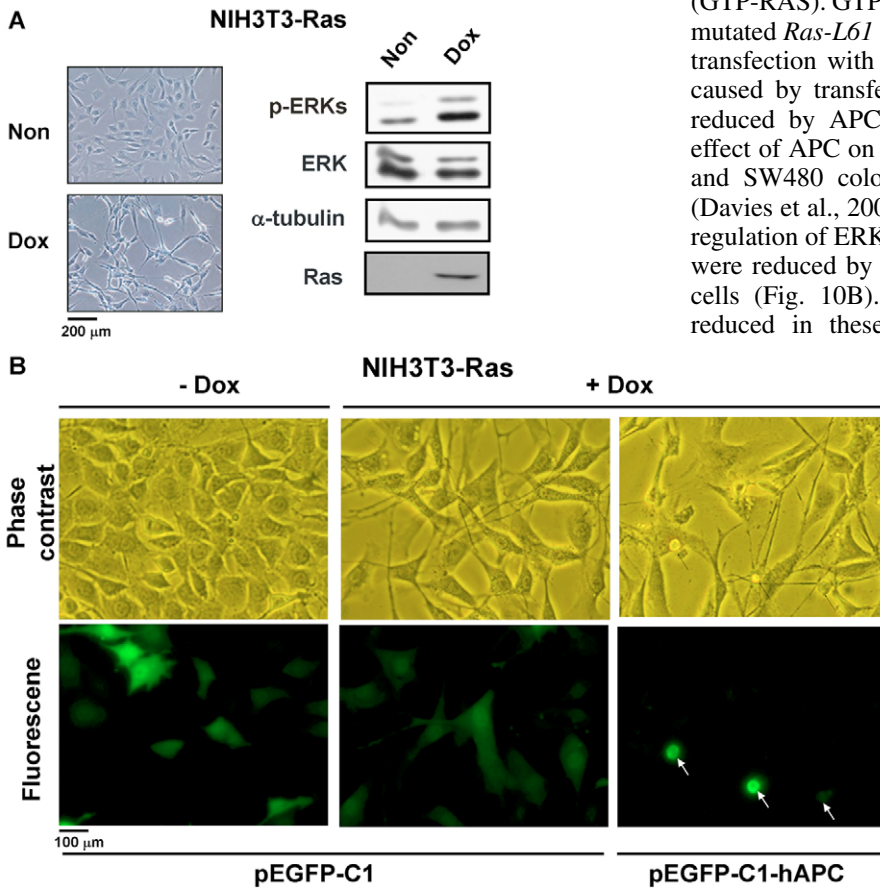 A
NIH3T3-Ras
Non
Dox
Non
Dox
200 µm
p-ERKs
ERK
α-tubulin
Ras
(GTP-RAS). GTP
mutated Ras-L61
transfection with
caused by transfe
reduced by APC
effect of APC on
and SW480 colo
(Davies et al., 200
regulation of ERK
were reduced by
cells (Fig. 10B).
reduced in these
B
NIH3T3-Ras
- Dox
+ Dox
Phase contrast
Fluorescene
100 µm
pEGFP-C1
pEGFP-C1-hAPC